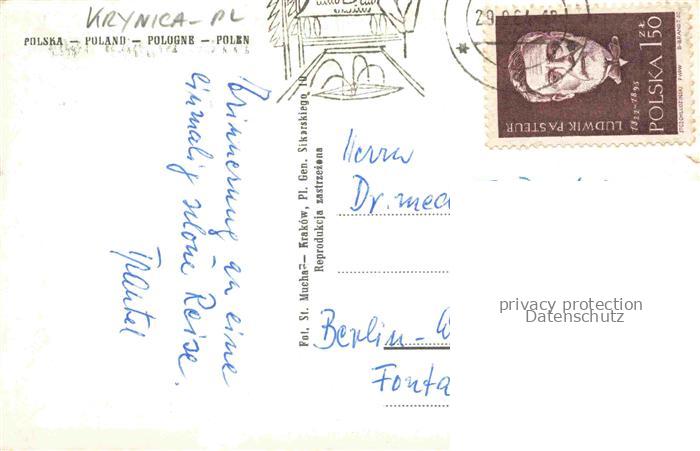 KRYNICA-PL
POLSKA — POLAND — POLOGNE — POLEN
Erinnerung an eine
einmalig schöne Reise.
Fot. St. Mucha — Kraków, Pl. Gen. Sikorskiego 10
Reprodukcja zastrzeżona
Herrn
Dr. med
Berlin-W
Fonta
1822-1895
LUDWIK PASTEUR
POLSKA 1,50 ZŁ
privacy protection
Datenschutz